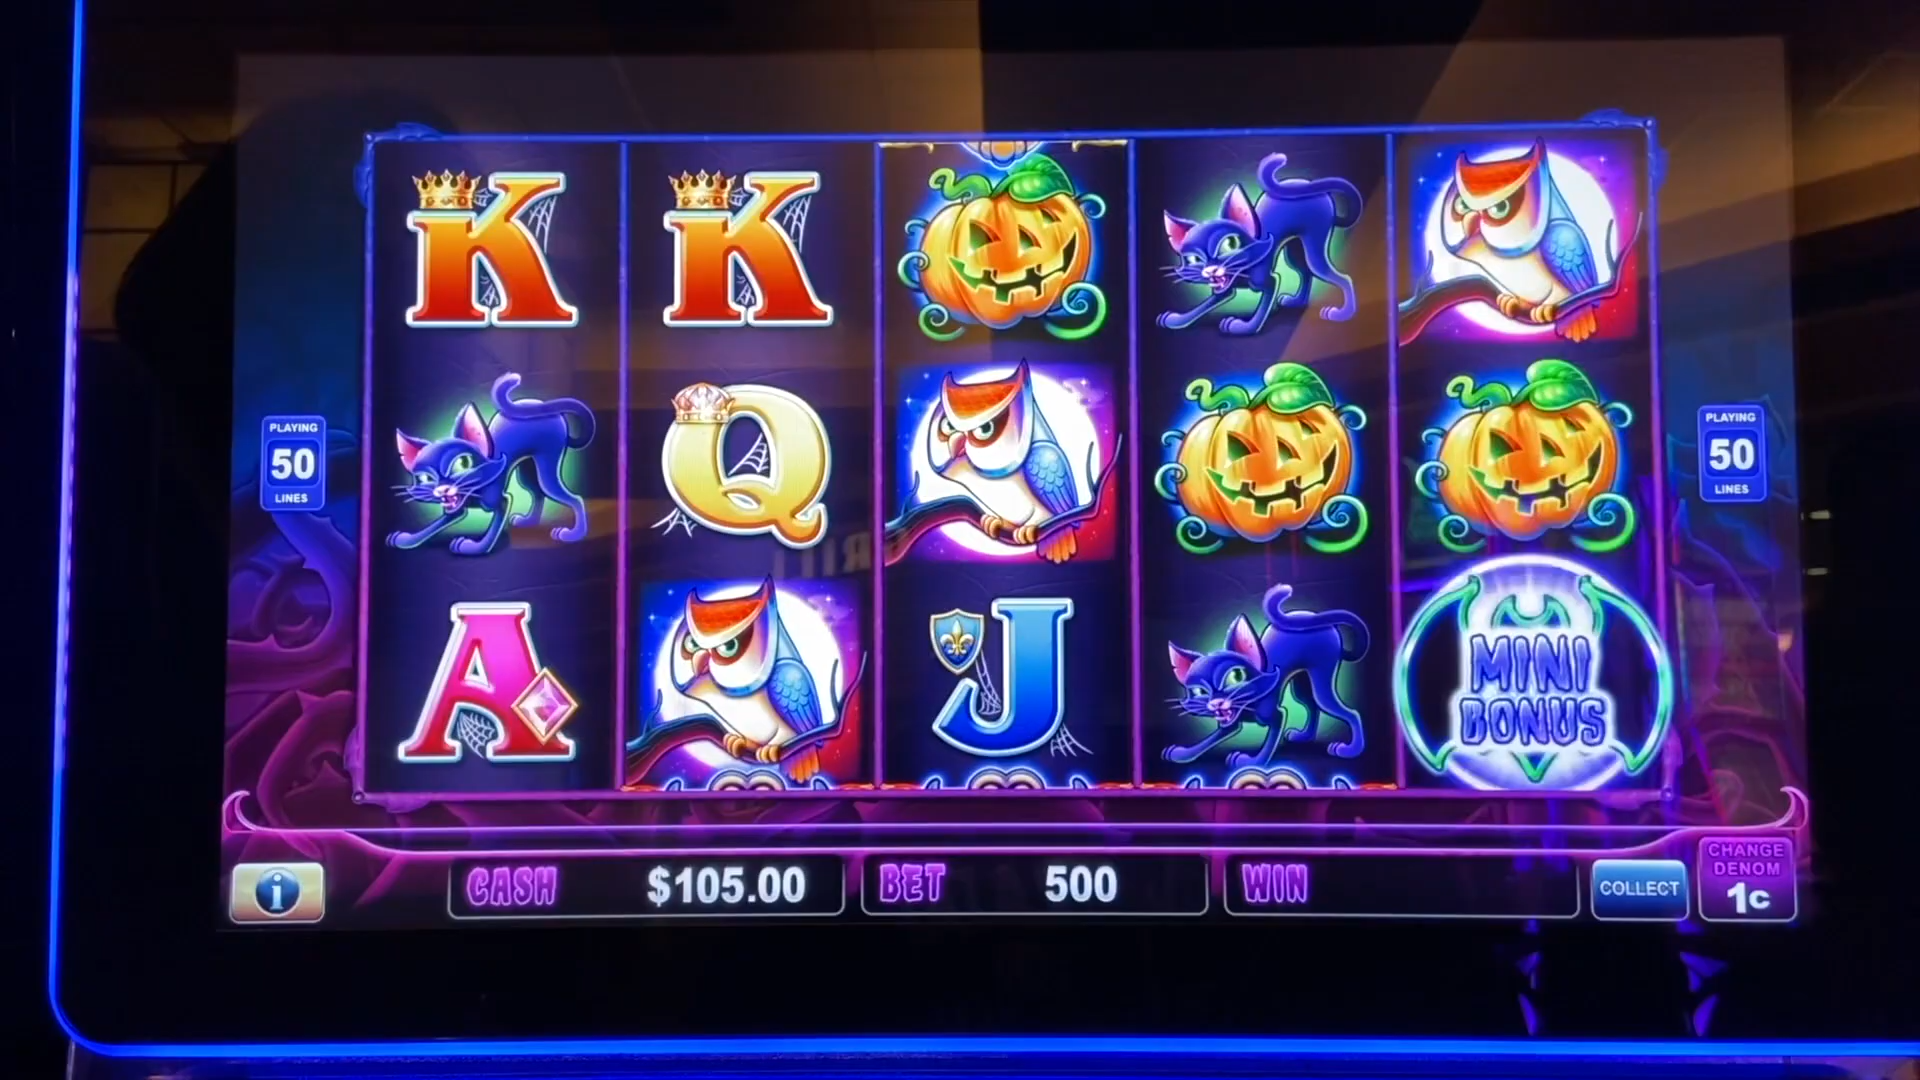 K K
Q
A J
MINI
BONUS
PLAYING
50
LINES
PLAYING
50
LINES
CASH $105.00 BET 500 WIN COLLECT
CHANGE
DENOM
1c
i